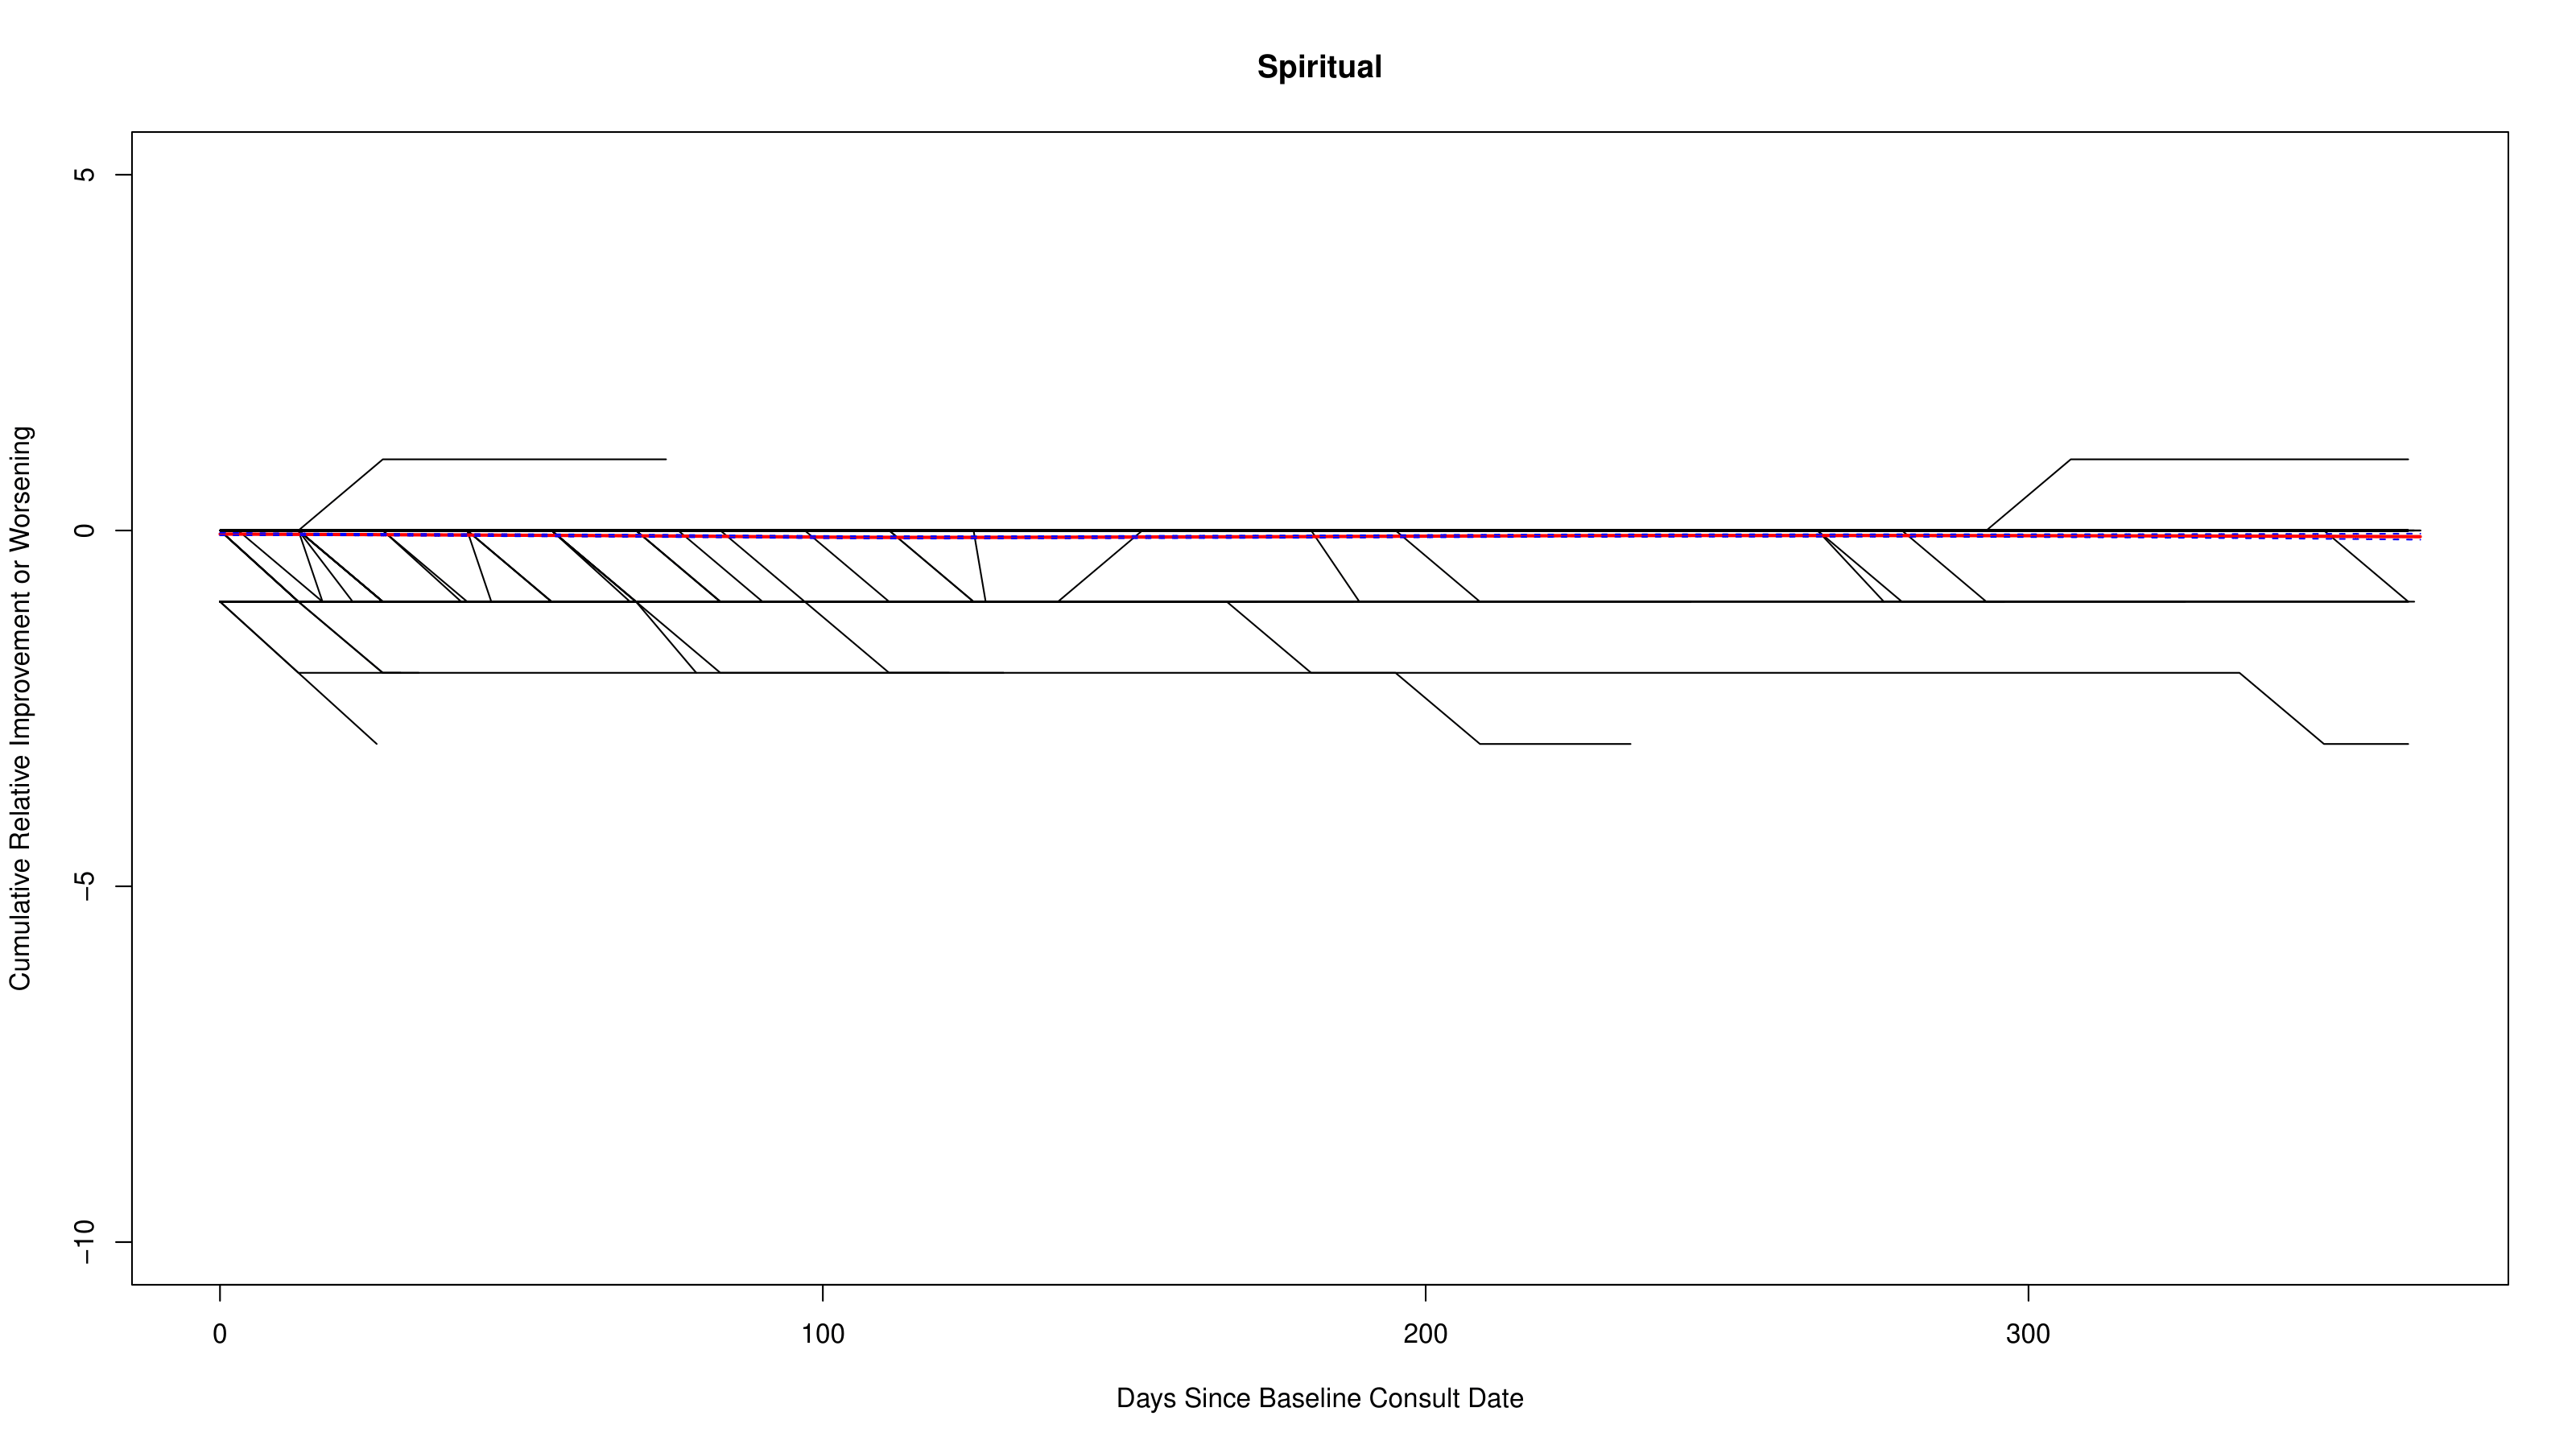 Spiritual
Cumulative Relative Improvement or Worsening
5
0
−5
−10
0 100 200 300
Days Since Baseline Consult Date